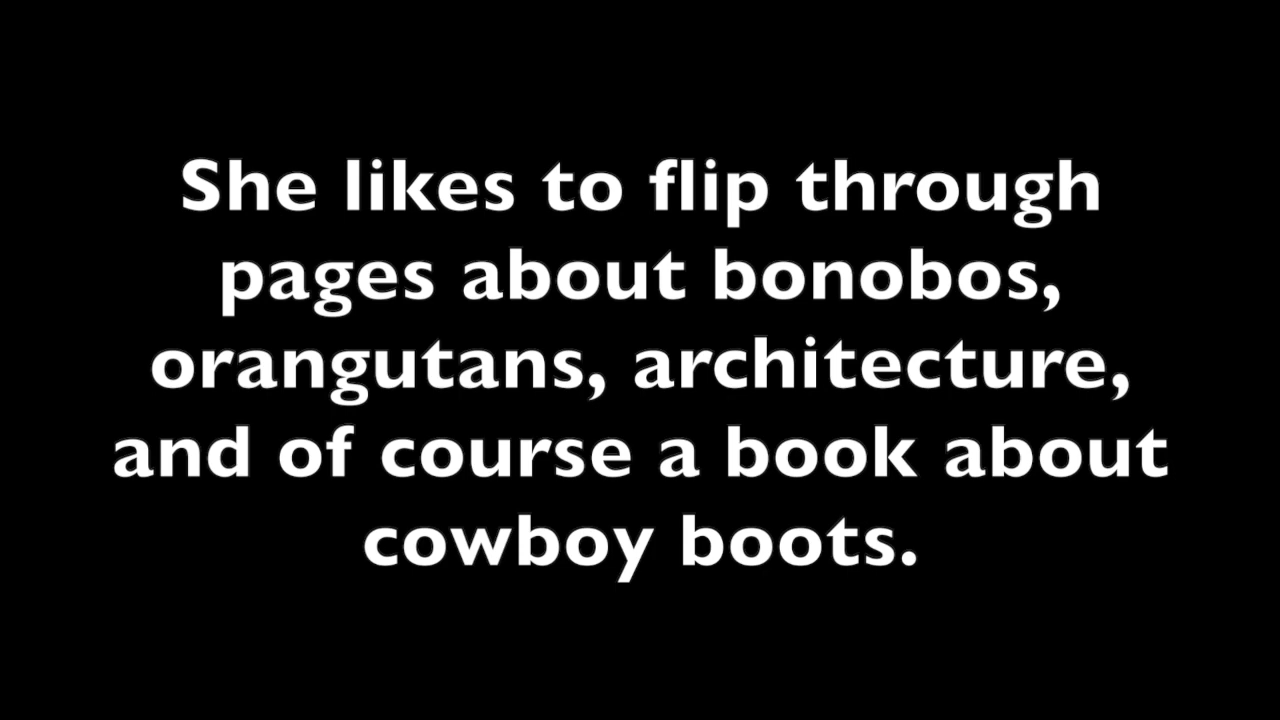 She likes to flip through
pages about bonobos,
orangutans, architecture,
and of course a book about
cowboy boots.